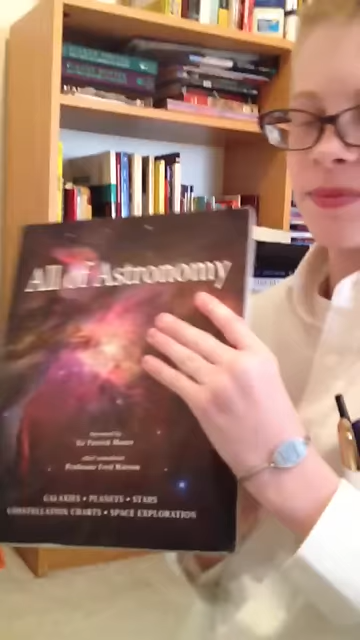 All of Astronomy
Foreword by
Sir Patrick Moore
chief consultant
Professor Fred Watson
GALAXIES • PLANETS • STARS
CONSTELLATION CHARTS • SPACE EXPLORATION